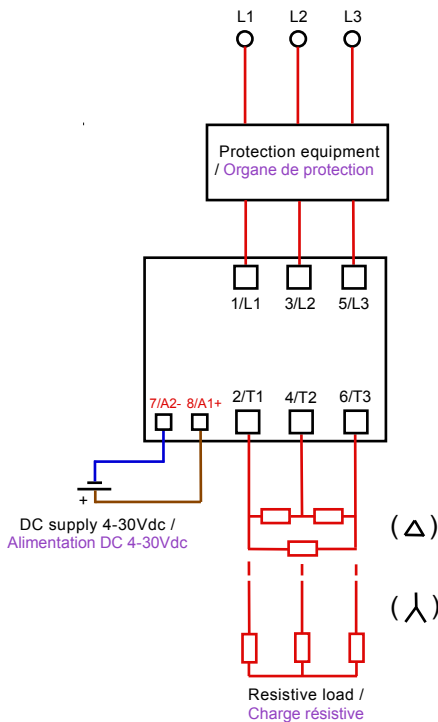 L1 L2 L3
Protection equipment
/ Organe de protection
1/L1 3/L2 5/L3
7/A2- 8/A1+ 2/T1 4/T2 6/T3
+
DC supply 4-30Vdc /
Alimentation DC 4-30Vdc
(△)
(⅄)
Resistive load /
Charge résistive